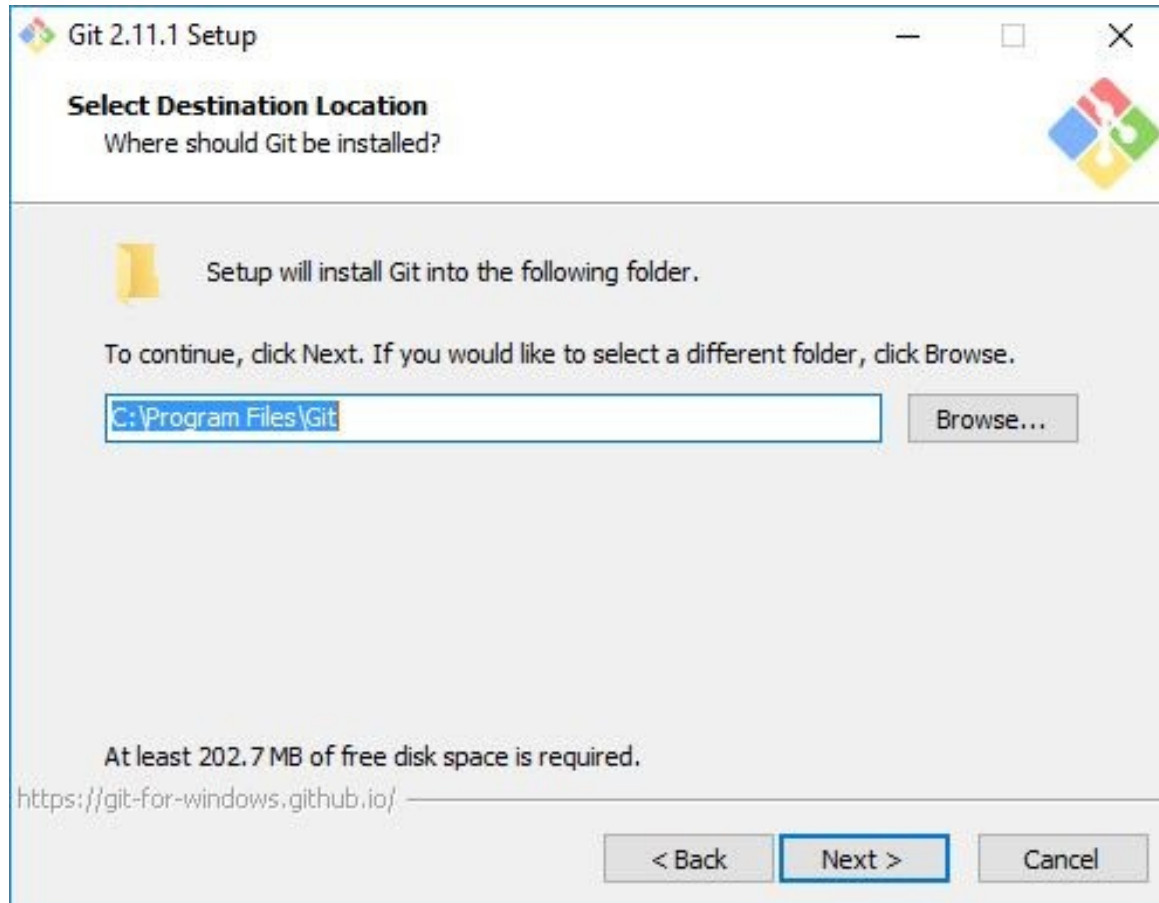 Git 2.11.1 Setup
Select Destination Location
Where should Git be installed?
Setup will install Git into the following folder.
To continue, click Next. If you would like to select a different folder, click Browse.
C:\Program Files\Git
Browse...
At least 202.7 MB of free disk space is required.
https://git-for-windows.github.io/
< Back Next > Cancel